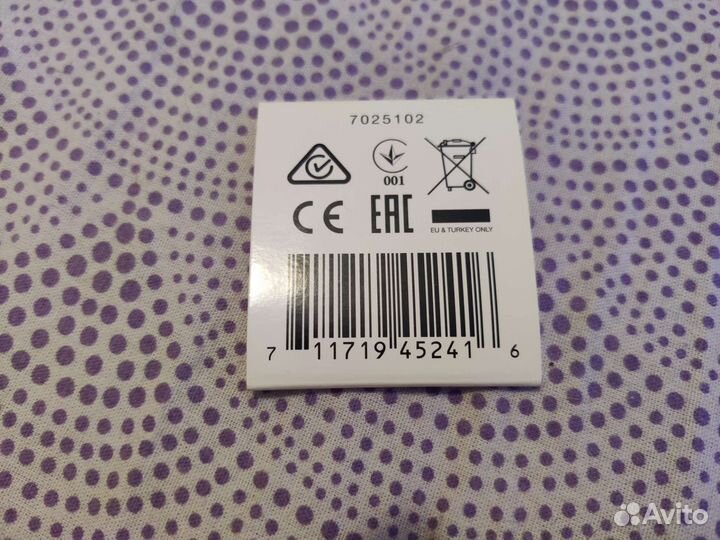 7025102
001
CE EAC
EU & TURKEY ONLY
7 11719 45241 6
Avito